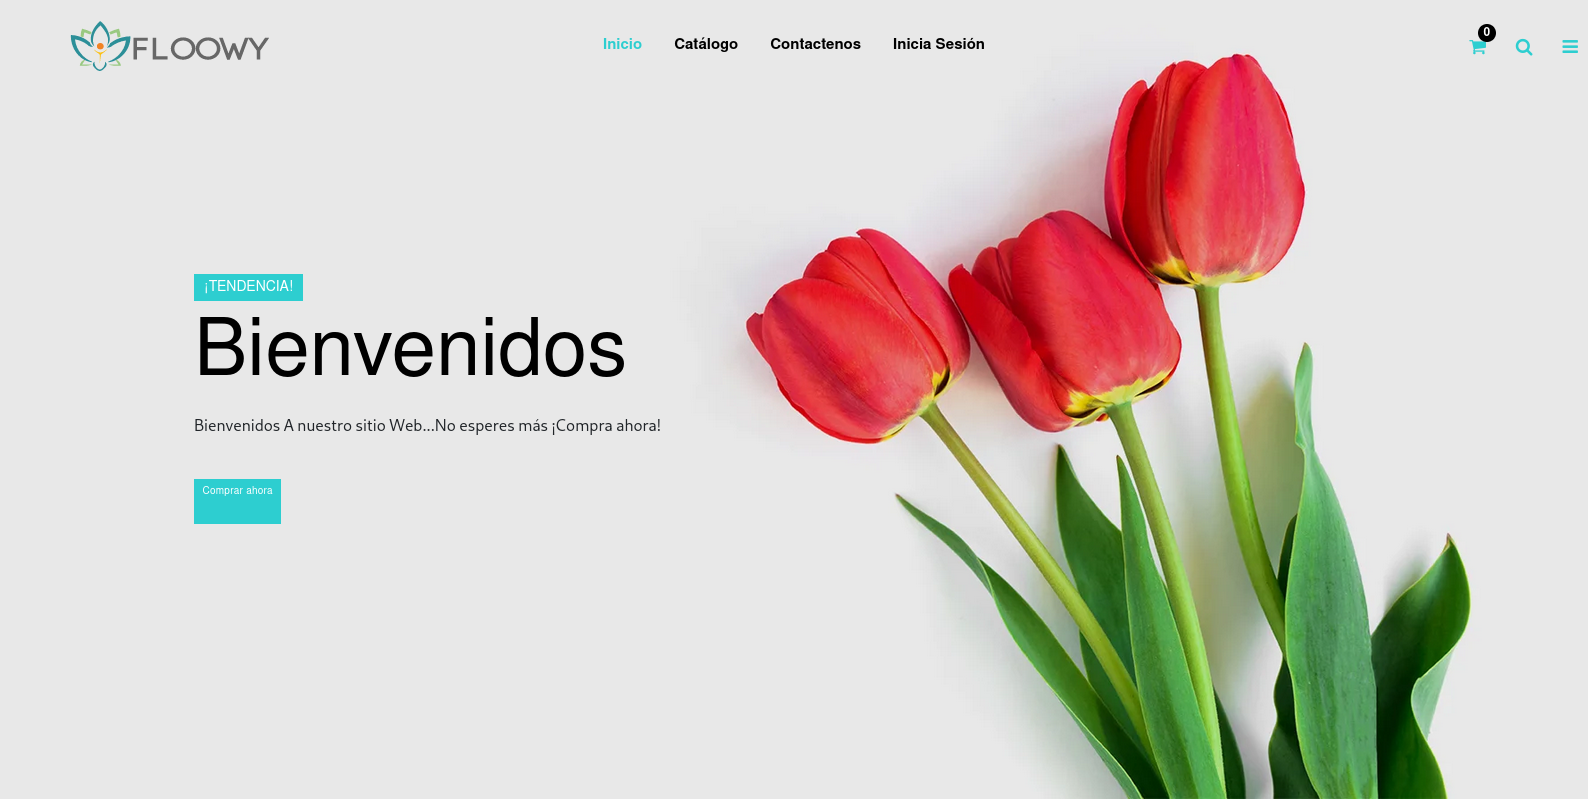 FLOOWY
Inicio Catálogo Contactenos Inicia Sesión
0
¡TENDENCIA!
Bienvenidos
Bienvenidos A nuestro sitio Web...No esperes más ¡Compra ahora!
Comprar ahora